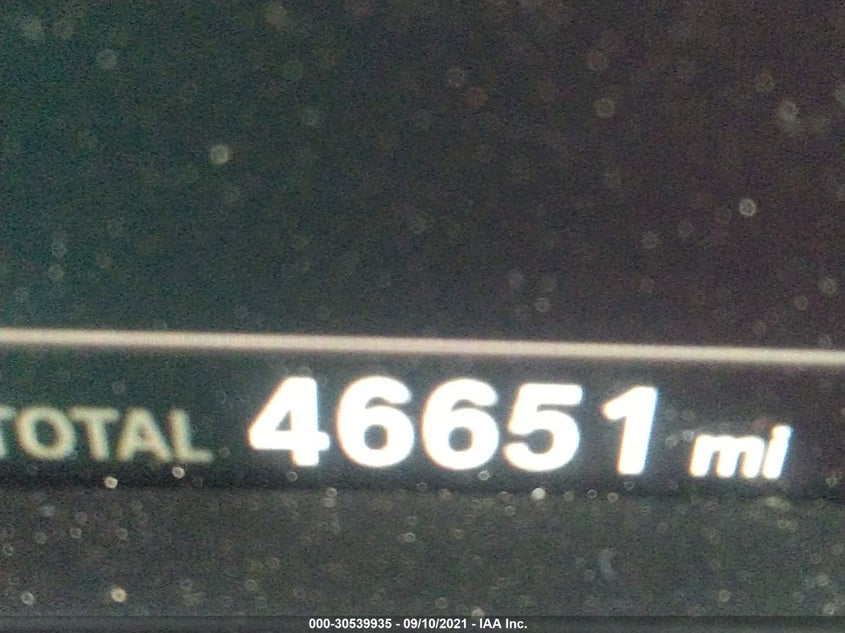 TOTAL 46651 mi
000-30539935 - 09/10/2021 - IAA Inc.